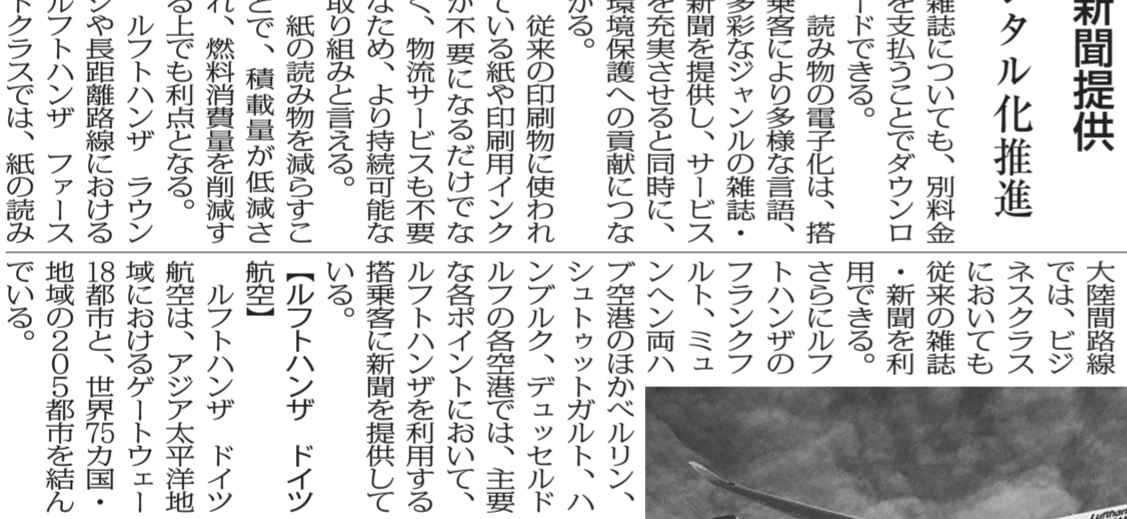 新聞提供
タル化推進
雑誌についても、別料金
を支払うことでダウンロ
ードできる。
読み物の電子化は、搭
乗客により多様な言語、
多彩なジャンルの雑誌・
新聞を提供し、サービス
を充実させると同時に、
環境保護への貢献につな
がる。
従来の印刷物に使われ
ている紙や印刷用インク
が不要になるだけでな
く、物流サービスも不要
なため、より持続可能な
取り組みと言える。
紙の読み物を減らすこ
とで、積載量が低減さ
れ、燃料消費量を削減す
る上でも利点となる。
ルフトハンザ　ラウン
ジや長距離路線における
ルフトハンザ　ファース
トクラスでは、紙の読み
大陸間路線
では、ビジ
ネスクラス
においても
従来の雑誌
・新聞を利
用できる。
さらにルフ
トハンザの
フランクフ
ルト、ミュ
ンヘン両ハ
ブ空港のほかベルリン、
シュトゥットガルト、ハ
ンブルク、デュッセルド
ルフの各空港では、主要
な各ポイントにおいて、
ルフトハンザを利用する
搭乗客に新聞を提供して
いる。
【ルフトハンザ　ドイツ
航空】
ルフトハンザ　ドイツ
航空は、アジア太平洋地
域におけるゲートウェー
18都市と、世界75カ国・
地域の205都市を結ん
でいる。